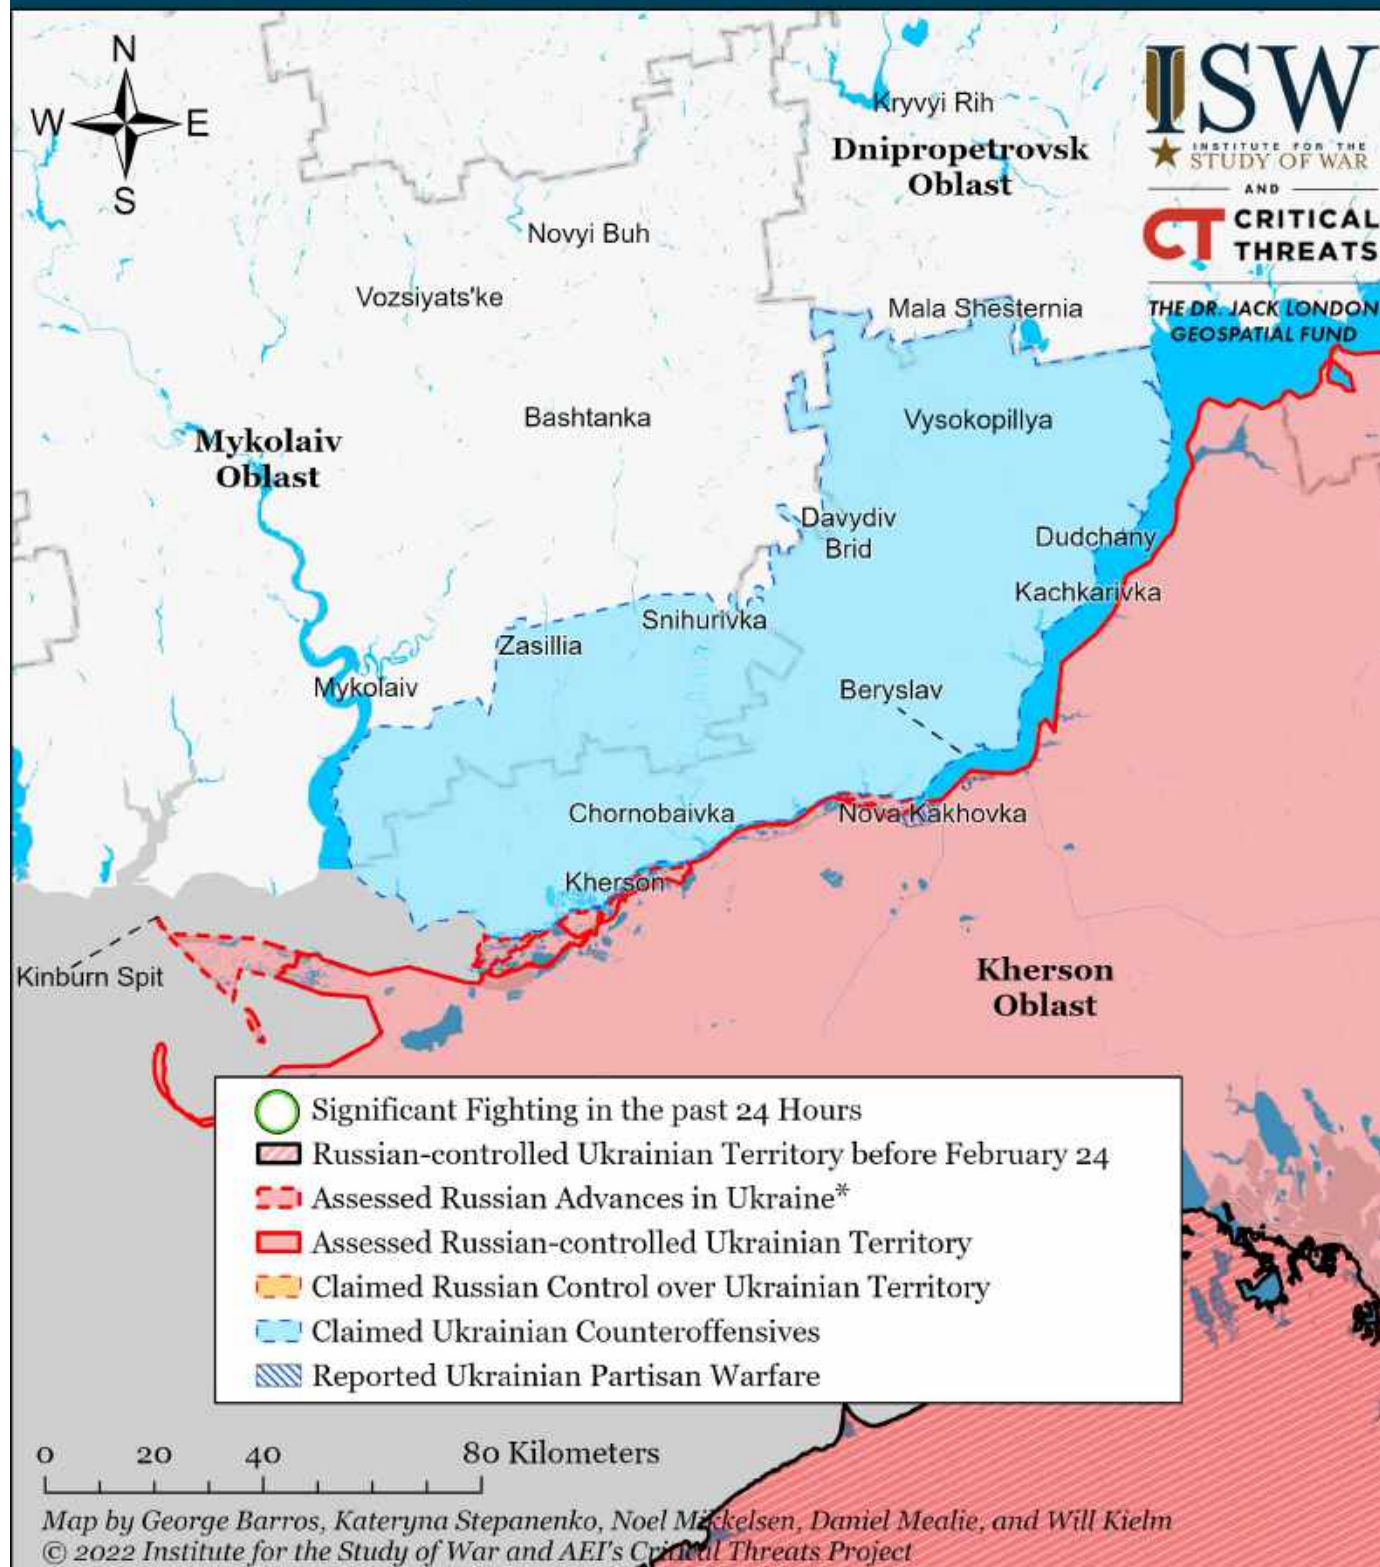 N
W E
S
Kryvyi Rih
Dnipropetrovsk
Oblast
ISW
INSTITUTE FOR THE
STUDY OF WAR
AND
CT CRITICAL
THREATS
THE DR. JACK LONDON
GEOSPATIAL FUND
Novyi Buh
Vozsiyats'ke
Mala Shesternia
Bashtanka
Vysokopillya
Mykolaiv
Oblast
Davydiv
Brid
Dudchany
Kachkarivka
Snihurivka
Zasillia
Mykolaiv
Beryslav
Chornobaivka
Nova Kakhovka
Kherson
Kinburn Spit
Kherson
Oblast
Significant Fighting in the past 24 Hours
Russian-controlled Ukrainian Territory before February 24
Assessed Russian Advances in Ukraine*
Assessed Russian-controlled Ukrainian Territory
Claimed Russian Control over Ukrainian Territory
Claimed Ukrainian Counteroffensives
Reported Ukrainian Partisan Warfare
0 20 40 80 Kilometers
Map by George Barros, Kateryna Stepanenko, Noel Mikkelsen, Daniel Mealie, and Will Kielm
© 2022 Institute for the Study of War and AEI's Critical Threats Project